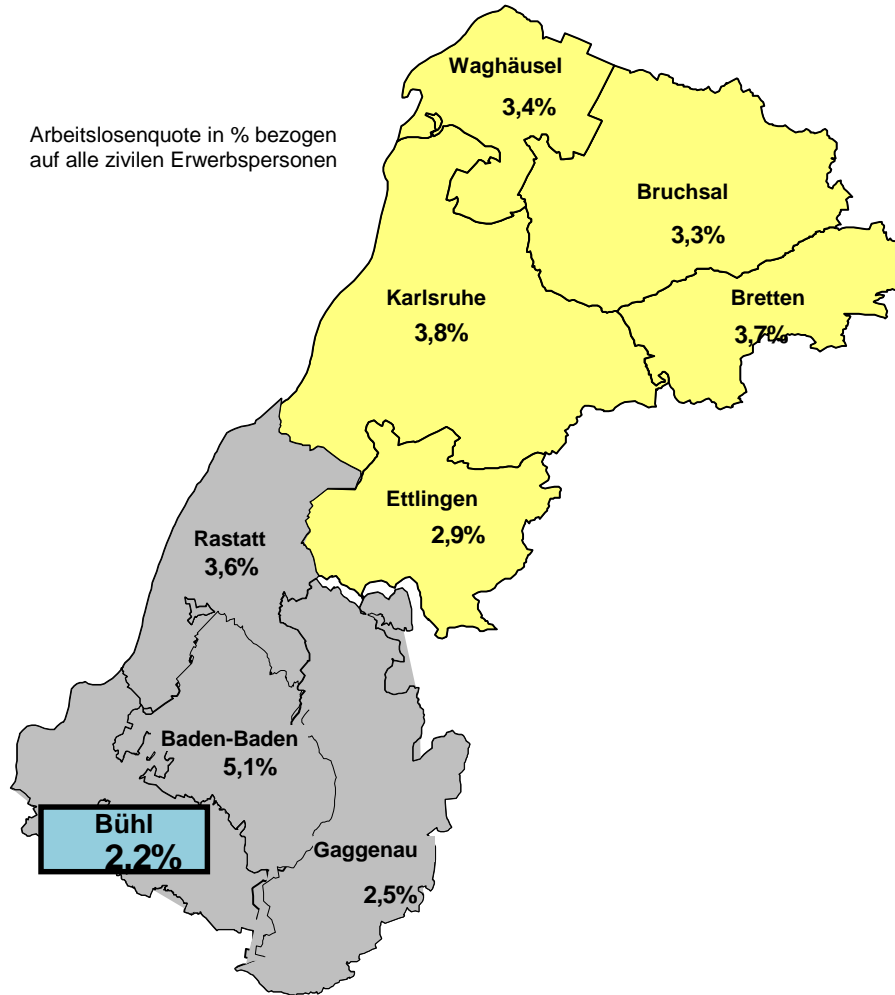 Waghäusel
3,4%
Arbeitslosenquote in % bezogen
auf alle zivilen Erwerbspersonen
Bruchsal
3,3%
Karlsruhe
3,8%
Bretten
3,7%
Ettlingen
2,9%
Rastatt
3,6%
Baden-Baden
5,1%
Bühl
2,2%
Gaggenau
2,5%